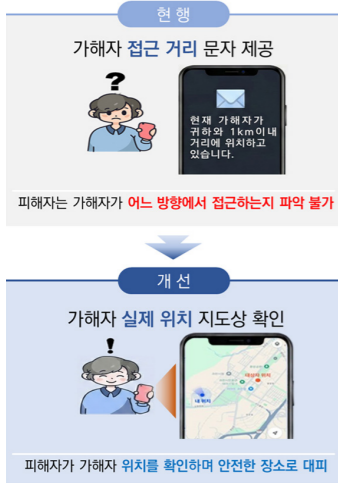 현 행
가해자 접근 거리 문자 제공
?
현재 가해자가
귀하와 1km이내
거리에 위치하고
있습니다.
피해자는 가해자가 어느 방향에서 접근하는지 파악 불가
개 선
가해자 실제 위치 지도상 확인
!
대상자 위치
내 위치
피해자가 가해자 위치를 확인하며 안전한 장소로 대피